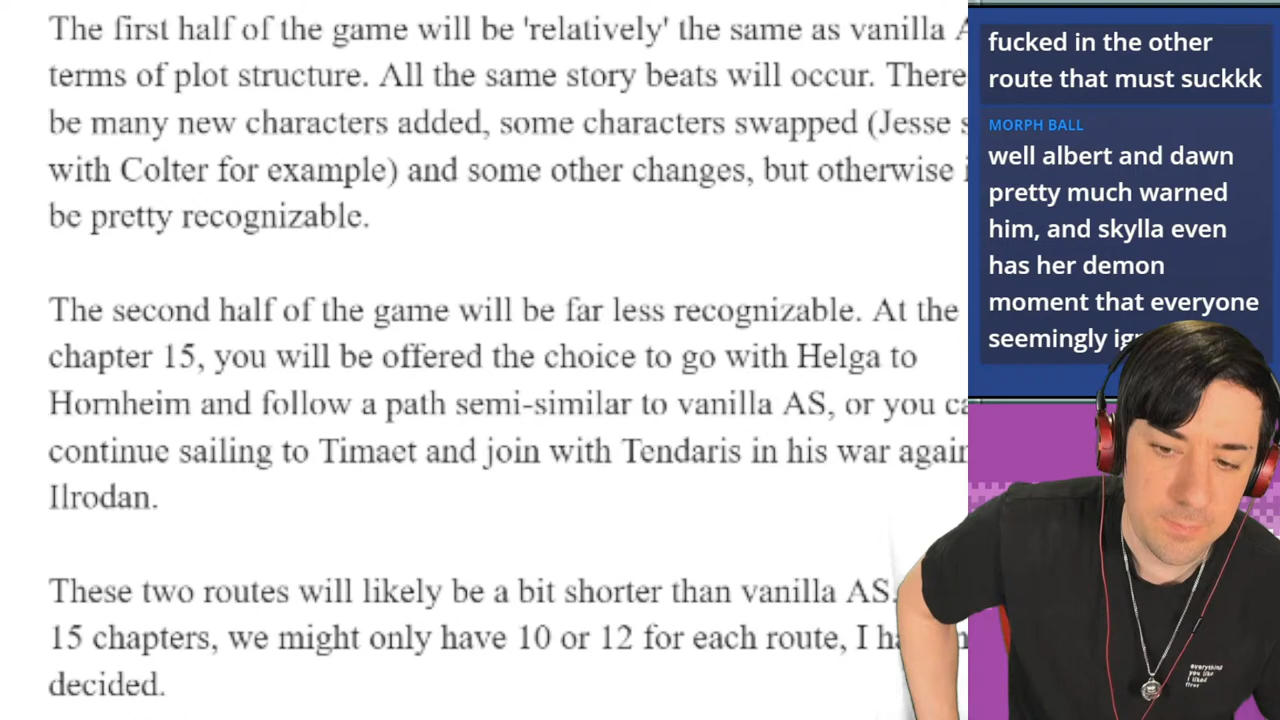 The first half of the game will be 'relatively' the same as vanilla
terms of plot structure. All the same story beats will occur. There
be many new characters added, some characters swapped (Jesse
with Colter for example) and some other changes, but otherwise
be pretty recognizable.
The second half of the game will be far less recognizable. At the
chapter 15, you will be offered the choice to go with Helga to
Hornheim and follow a path semi-similar to vanilla AS, or you
continue sailing to Timaet and join with Tendaris in his war
Ilrodan.
These two routes will likely be a bit shorter than vanilla AS.
15 chapters, we might only have 10 or 12 for each route, I
decided.
fucked in the other
route that must suckkk
MORPH BALL
well albert and dawn
pretty much warned
him, and skylla even
has her demon
moment that everyone
seemingly
everything
you like
I liked
first